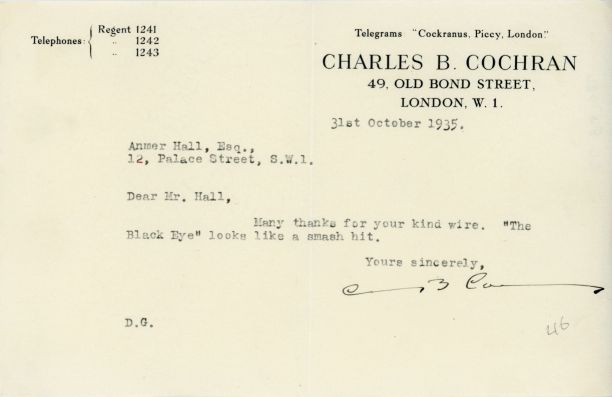 Telephones: Regent 1241
„ 1242
„ 1243
Telegrams "Cockranus, Piccy, London."
CHARLES B. COCHRAN
49, OLD BOND STREET,
LONDON, W. 1.
31st October 1935.
Anmer Hall, Esq.,
12, Palace Street, S.W.1.
Dear Mr. Hall,
Many thanks for your kind wire. "The
Black Eye" looks like a smash hit.
Yours sincerely,
D.G.
46